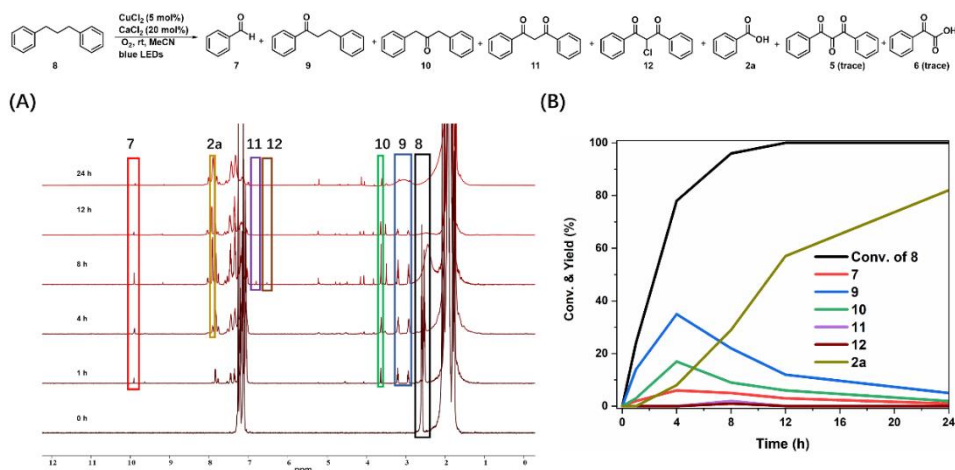 CuCl2 (5 mol%)
CaCl2 (20 mol%)
O2, rt, MeCN
blue LEDs
O H + O + O + O O + O O Cl + O OH + O O O + O OH O
8 7 9 10 11 12 2a 5 (trace) 6 (trace)
(A)
7 2a 11 12 10 9 8
24 h
12 h
8 h
4 h
1 h
0 h
12 11 10 9 8 7 6 5 4 3 2 1 0
ppm
(B)
Conv. & Yield (%)
100
80
60
40
20
0
Conv. of 8
7
9
10
11
12
2a
0 4 8 12 16 20 24
Time (h)